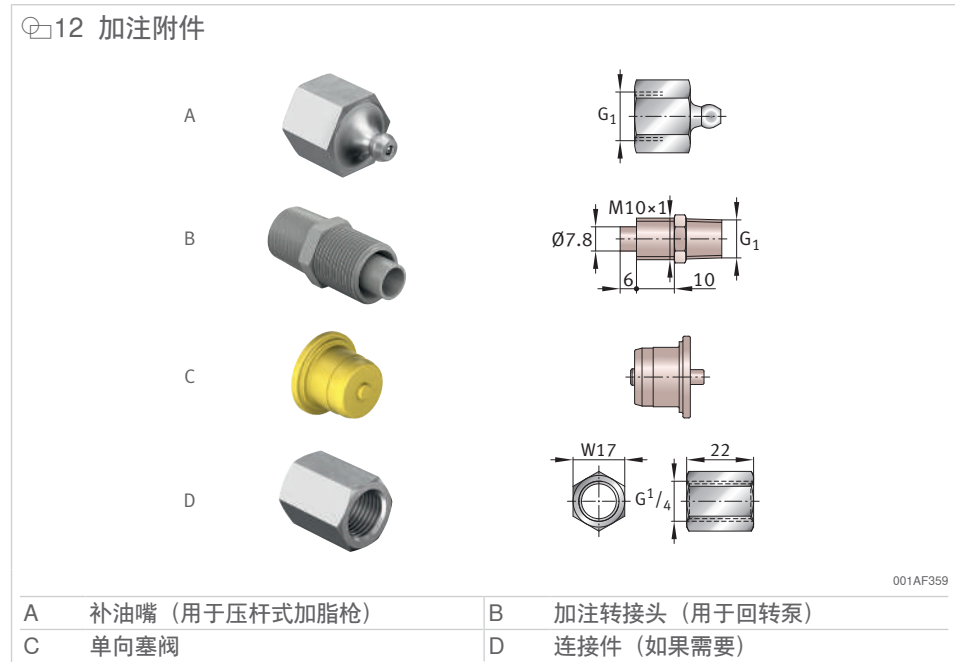 12 加注附件
A
G1
B
M10×1
Ø7.8
G1
6
10
C
D
W17
22
G1/4
001AF359
A 补油嘴（用于压杆式加脂枪） B 加注转接头（用于回转泵）
C 单向塞阀 D 连接件（如果需要）